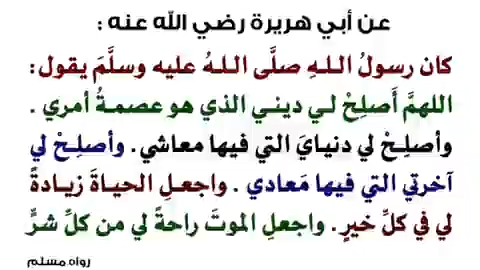 عن أبي هريرة رضي الله عنه :
كان رسولُ اللهِ صلَّى اللهُ عليه وسلَّمَ يقول :
اللهمَّ أَصلِحْ لي ديني الذي هو عصمةُ أمري .
وأصلِحْ لي دنيايَ التي فيها معاشي . وأصلِحْ لي
آخرتي التي فيها مَعادي . واجعلِ الحياةَ زيادةً
لي في كلِّ خيرٍ . واجعلِ الموتَ راحةً لي من كلِّ شرٍّ
رواه مسلم